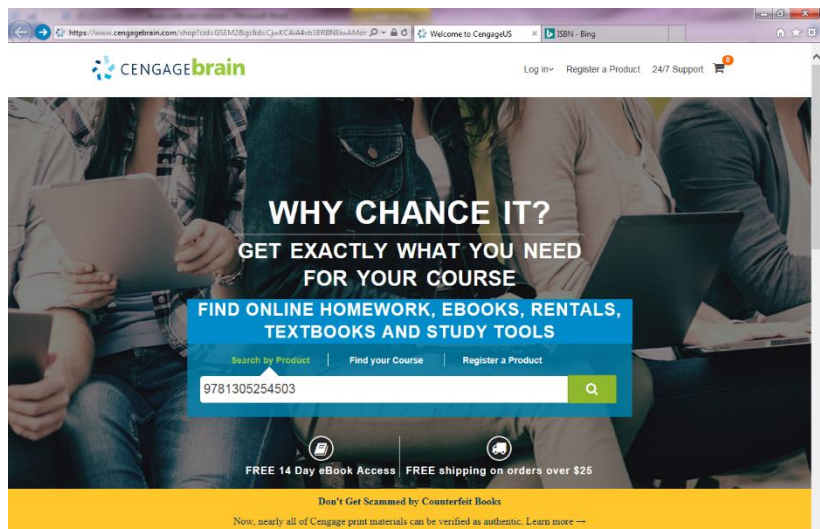 https://www.cengagebrain.com/shop?cid=GSEM2&gclid=
Welcome to CengageUS
ISBN - Bing
CENGAGEbrain
Log in
Register a Product
24/7 Support
0
WHY CHANCE IT?
GET EXACTLY WHAT YOU NEED
FOR YOUR COURSE
FIND ONLINE HOMEWORK, EBOOKS, RENTALS,
TEXTBOOKS AND STUDY TOOLS
Search by Product
Find your Course
Register a Product
9781305254503
FREE 14 Day eBook Access
FREE shipping on orders over $25
Don't Get Scammed by Counterfeit Books
Now, nearly all of Cengage print materials can be verified as authentic. Learn more →